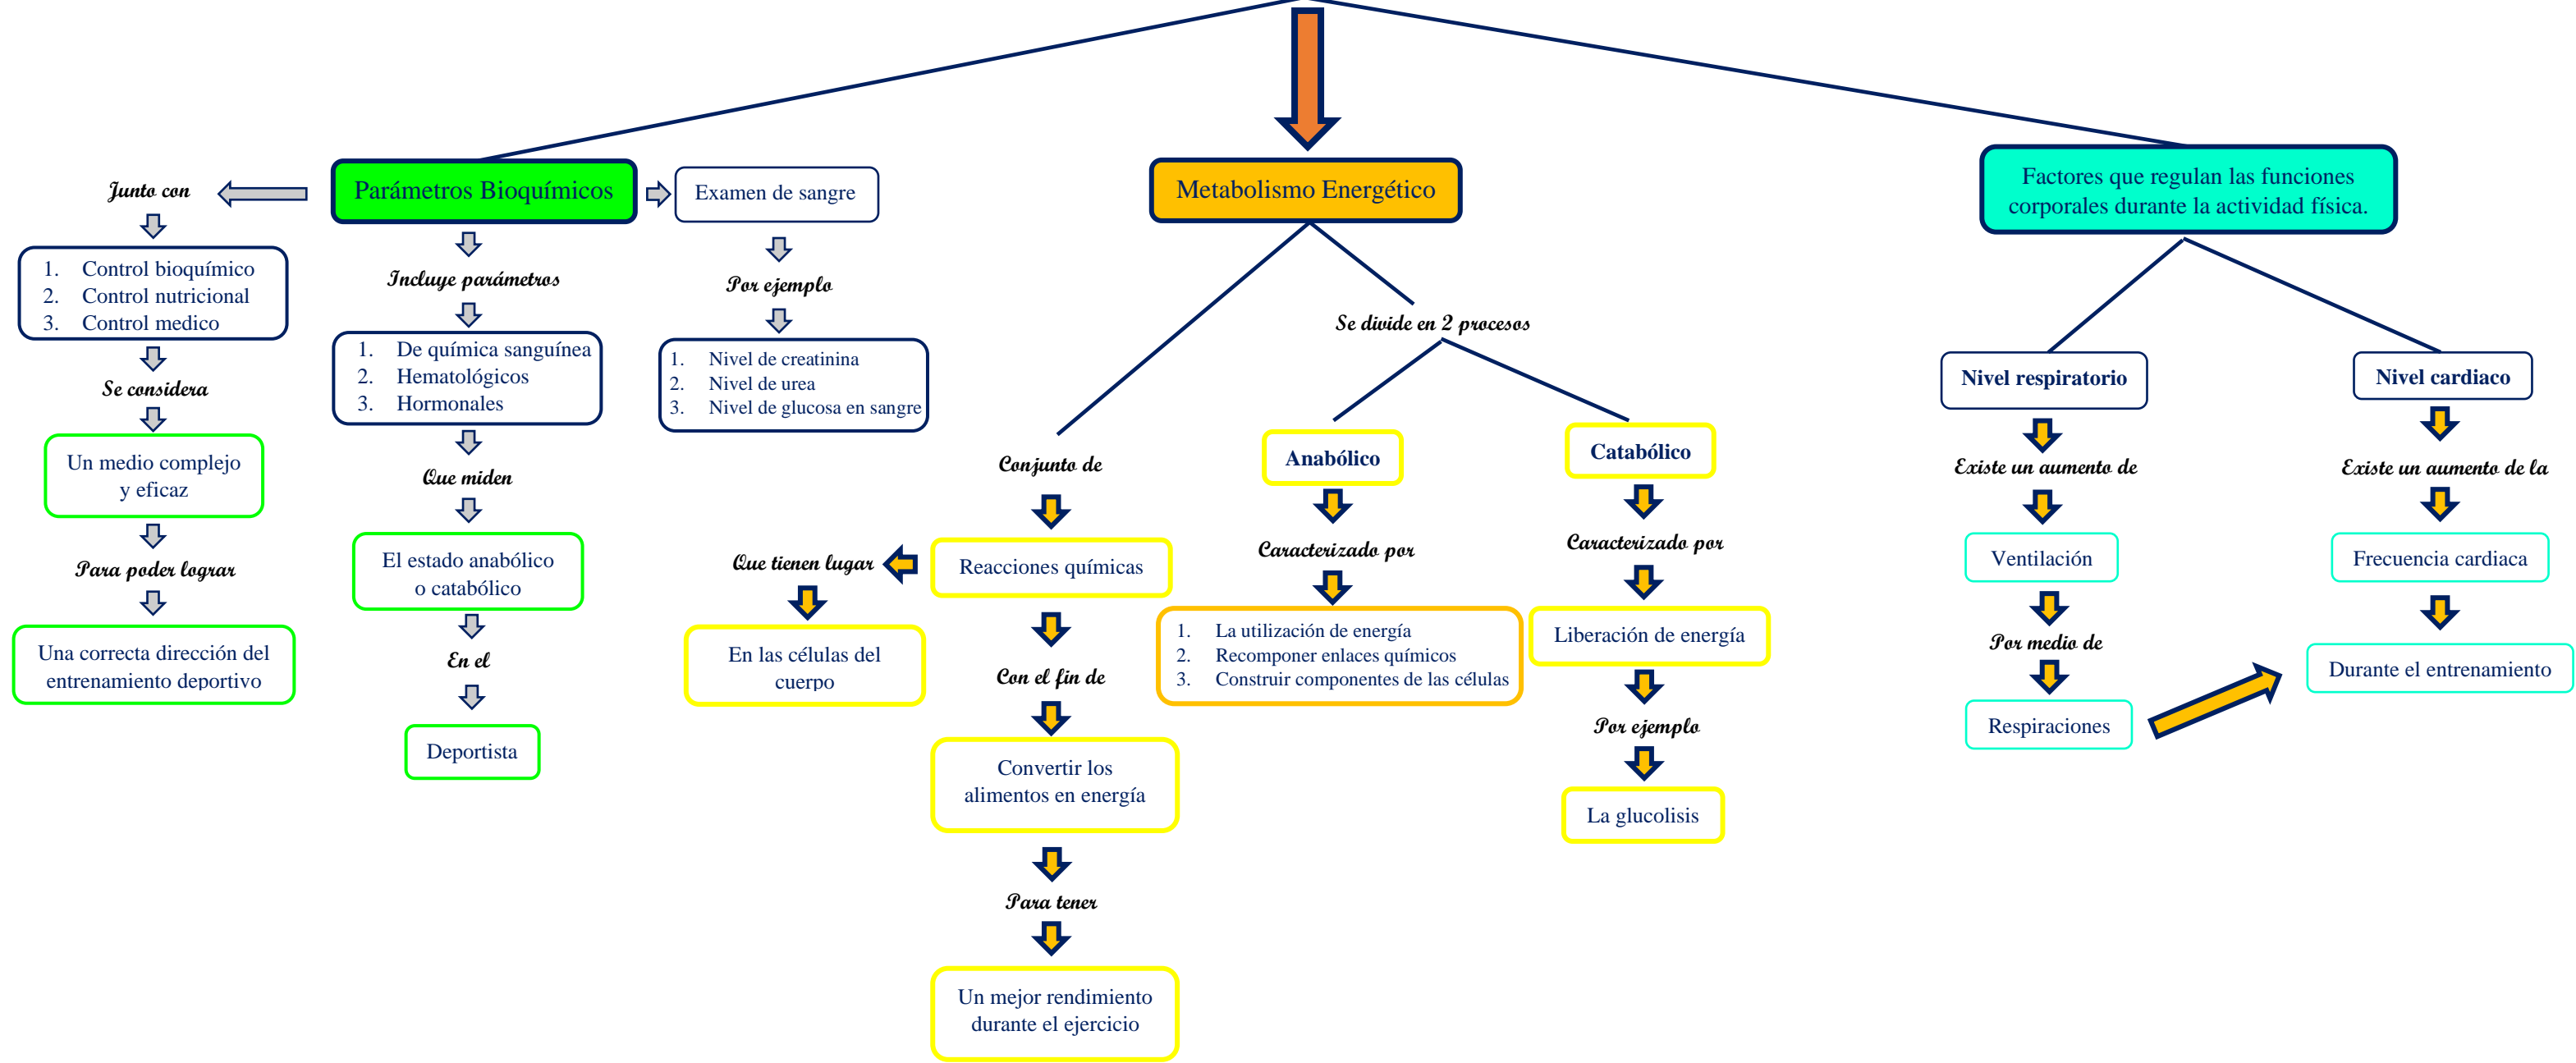 Parámetros Bioquímicos
Junto con
1. Control bioquímico
2. Control nutricional
3. Control medico
Se considera
Un medio complejo
y eficaz
Para poder lograr
Una correcta dirección del
entrenamiento deportivo
Incluye parámetros
1. De química sanguínea
2. Hematológicos
3. Hormonales
Que miden
El estado anabólico
o catabólico
En el
Deportista
Examen de sangre
Por ejemplo
1. Nivel de creatinina
2. Nivel de urea
3. Nivel de glucosa en sangre
Metabolismo Energético
Conjunto de
Reacciones químicas
Que tienen lugar
En las células del
cuerpo
Con el fin de
Convertir los
alimentos en energía
Para tener
Un mejor rendimiento
durante el ejercicio
Se divide en 2 procesos
Anabólico
Caracterizado por
1. La utilización de energía
2. Recomponer enlaces químicos
3. Construir componentes de las células
Catabólico
Caracterizado por
Liberación de energía
Por ejemplo
La glucolisis
Factores que regulan las funciones
corporales durante la actividad física.
Nivel respiratorio
Existe un aumento de
Ventilación
Por medio de
Respiraciones
Nivel cardiaco
Existe un aumento de la
Frecuencia cardiaca
Durante el entrenamiento